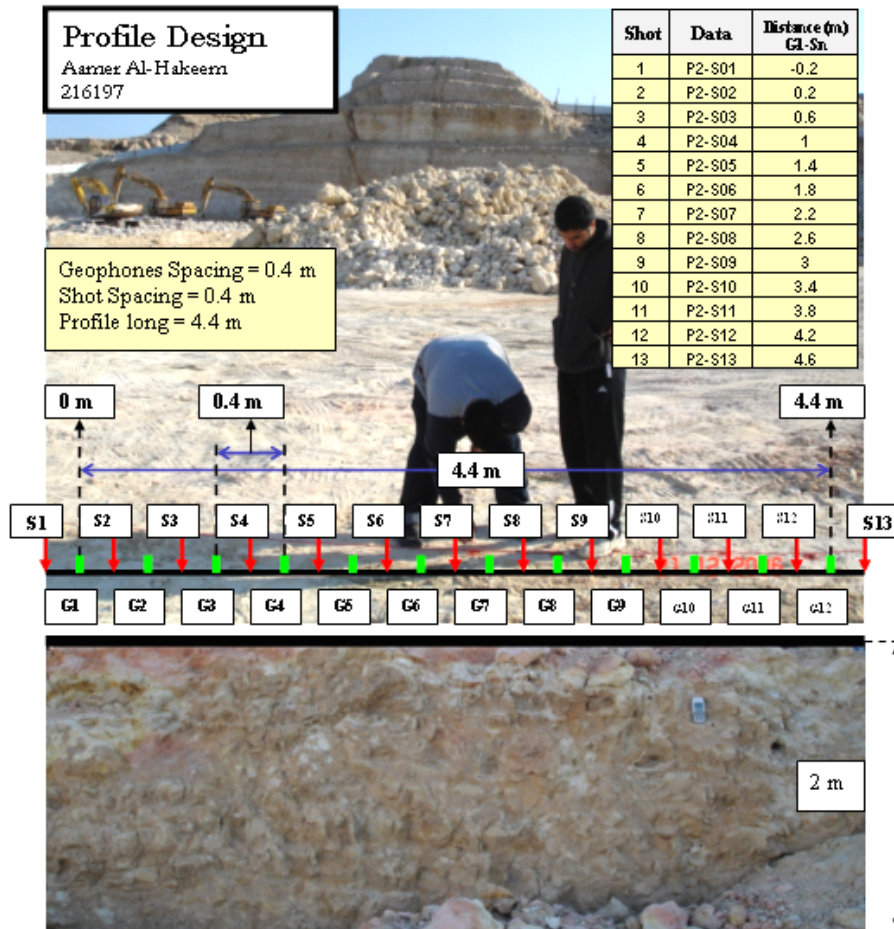 Profile Design
Aamer Al-Hakeem
216197
Shot Data Distance (m) G1-Sn
1 P2-S01 -0.2
2 P2-S02 0.2
3 P2-S03 0.6
4 P2-S04 1
5 P2-S05 1.4
6 P2-S06 1.8
7 P2-S07 2.2
8 P2-S08 2.6
9 P2-S09 3
10 P2-S10 3.4
11 P2-S11 3.8
12 P2-S12 4.2
13 P2-S13 4.6
Geophones Spacing = 0.4 m
Shot Spacing = 0.4 m
Profile long = 4.4 m
0 m 0.4 m 4.4 m
4.4 m
S1 S2 S3 S4 S5 S6 S7 S8 S9 S10 S11 S12 S13
G1 G2 G3 G4 G5 G6 G7 G8 G9 G10 G11 G12
2 m